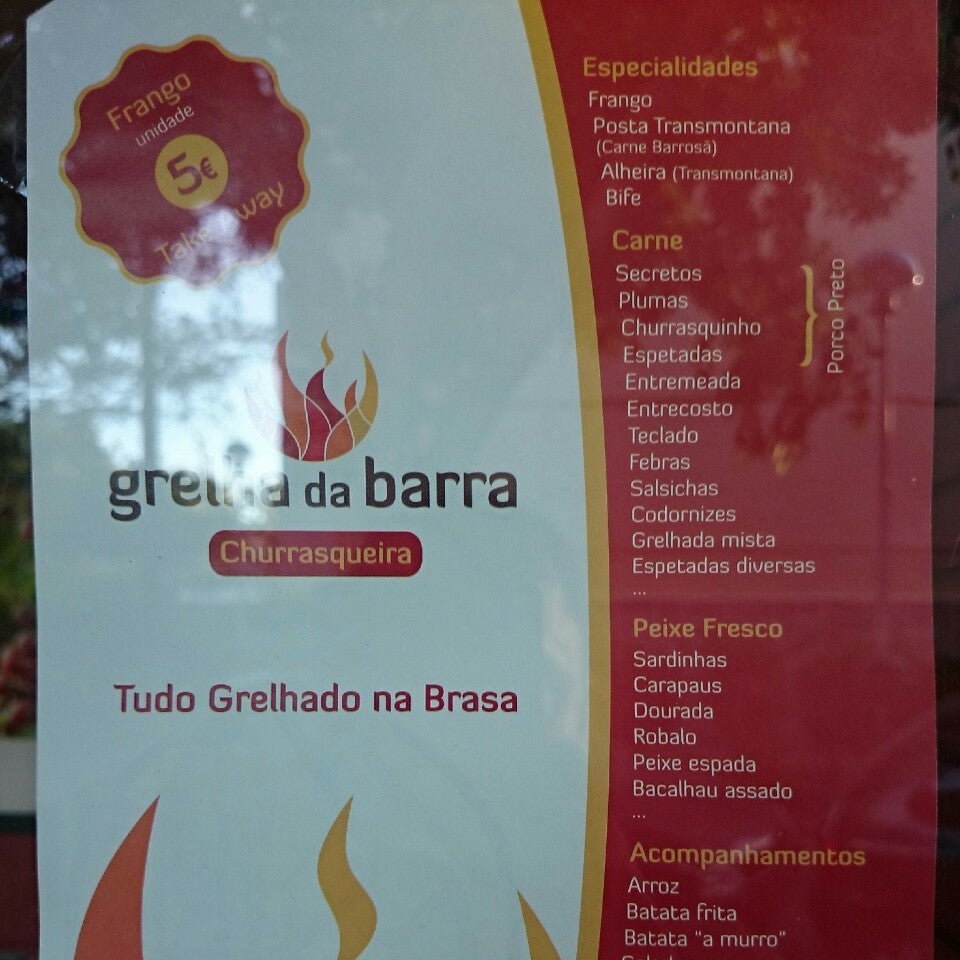 Frango
unidade
5€
Take Away
grelha da barra
Churrasqueira
Tudo Grelhado na Brasa
Especialidades
Frango
Posta Transmontana
(Carne Barrosã)
Alheira (Transmontana)
Bife
Carne
Secretos
Plumas
Churrasquinho
Espetadas
Porco Preto
Entremeada
Entrecosto
Teclado
Febras
Salsichas
Codornizes
Grelhada mista
Espetadas diversas
...
Peixe Fresco
Sardinhas
Carapaus
Dourada
Robalo
Peixe espada
Bacalhau assado
...
Acompanhamentos
Arroz
Batata frita
Batata "a murro"